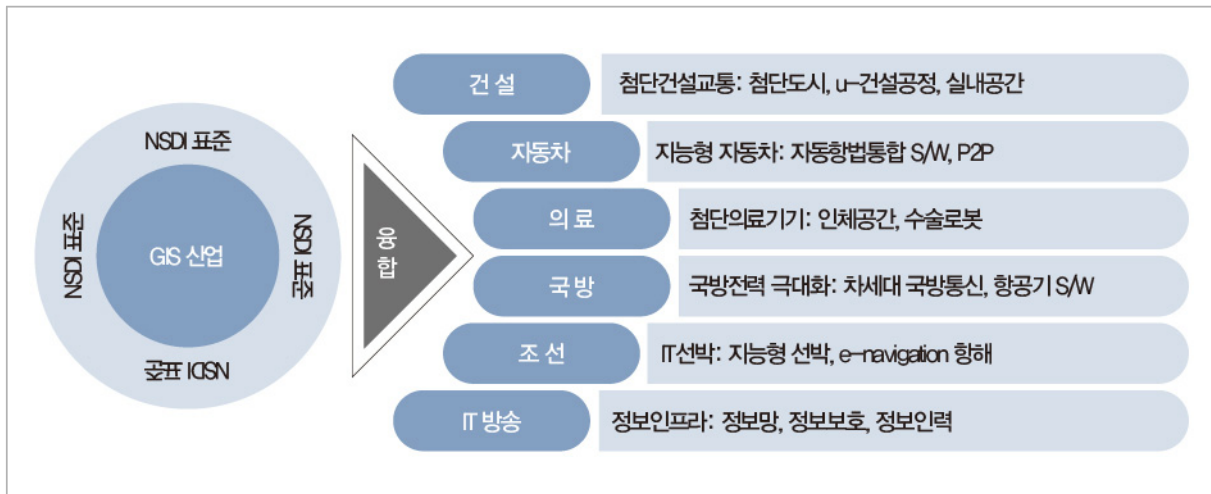 NSDI 표준
NSDI 표준
GIS 산업
NSDI 표준
NSDI 표준
융합
건설
첨단건설교통: 첨단도시, u-건설공정, 실내공간
자동차
지능형 자동차: 자동항법통합 S/W, P2P
의료
첨단의료기기: 인체공간, 수술로봇
국방
국방전력 극대화: 차세대 국방통신, 항공기 S/W
조선
IT선박: 지능형 선박, e-navigation 항해
IT 방송
정보인프라: 정보망, 정보보호, 정보인력